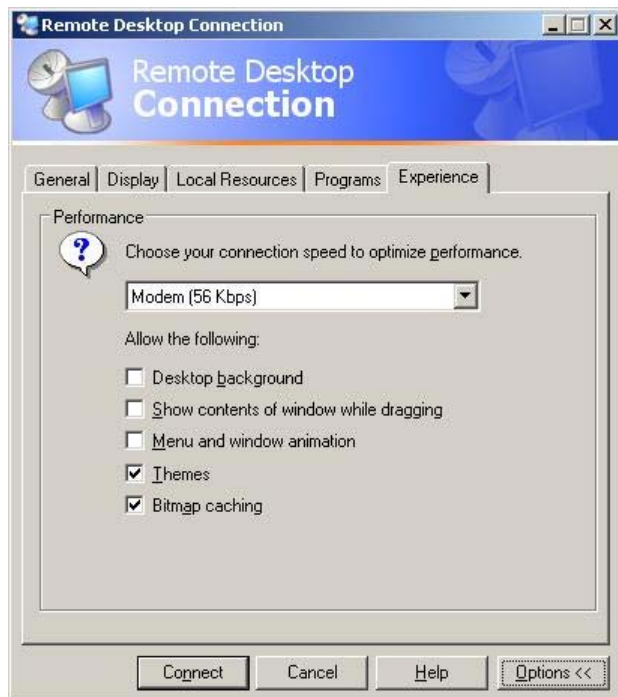 Remote Desktop Connection
Remote Desktop
Connection
General Display Local Resources Programs Experience
Performance
?
Choose your connection speed to optimize performance.
Modem (56 Kbps)
Allow the following:
Desktop background
Show contents of window while dragging
Menu and window animation
Themes
Bitmap caching
Connect Cancel Help Options <<